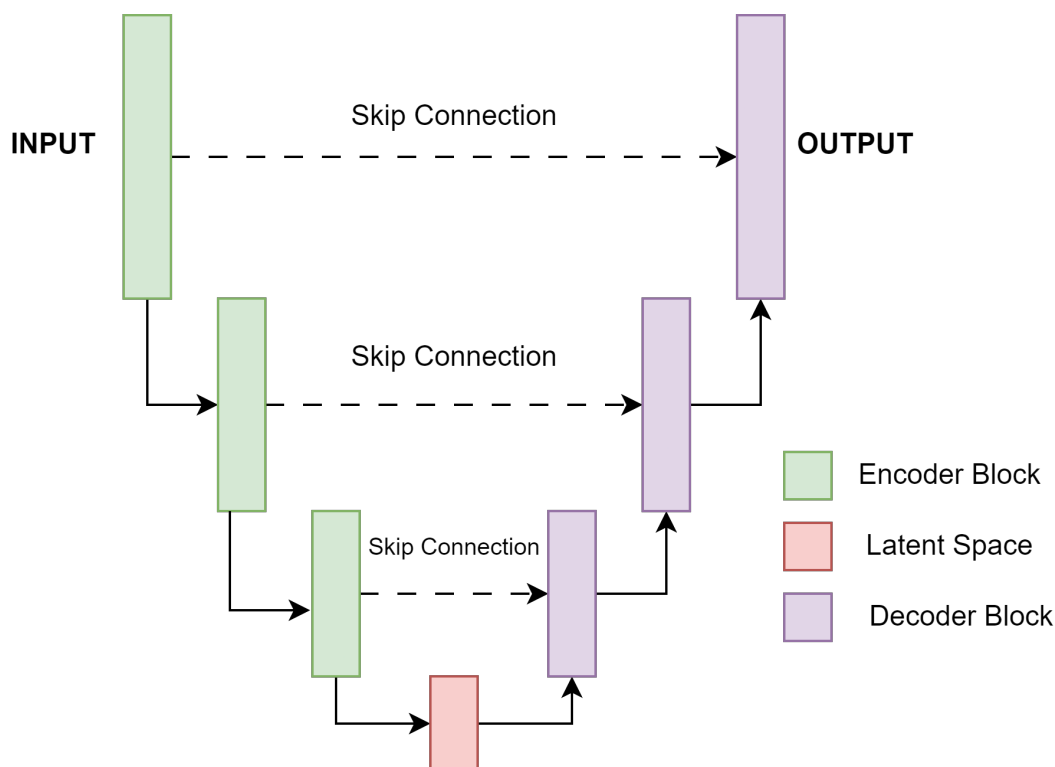 Skip Connection
INPUT
OUTPUT
Skip Connection
Encoder Block
Skip Connection
Latent Space
Decoder Block